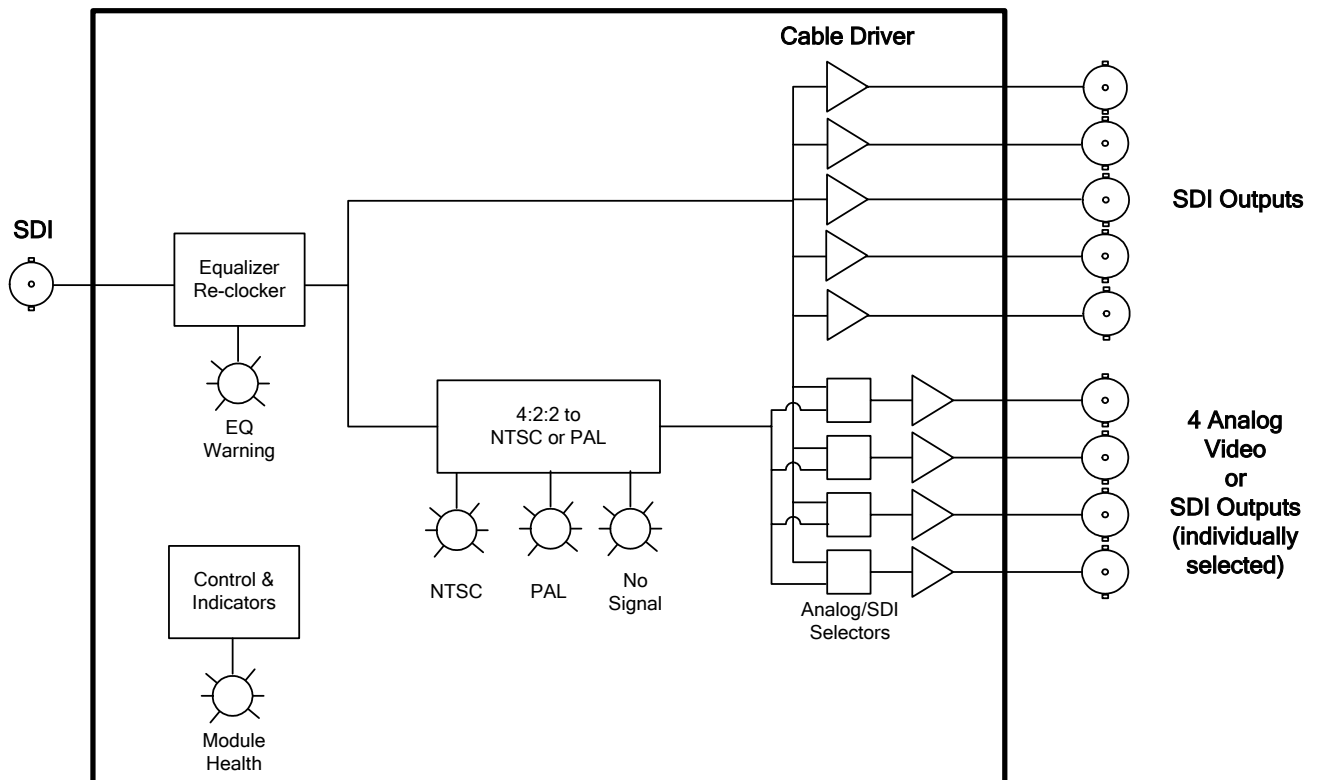 Cable Driver
SDI Outputs
SDI
Equalizer
Re-clocker
EQ
Warning
4:2:2 to
NTSC or PAL
4 Analog
Video
or
SDI Outputs
(individually
selected)
NTSC
PAL
No
Signal
Analog/SDI
Selectors
Control &
Indicators
Module
Health